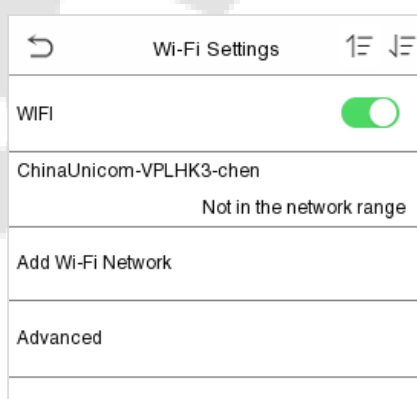 Wi-Fi Settings
WIFI
ChinaUnicom-VPLHK3-chen
Not in the network range
Add Wi-Fi Network
Advanced